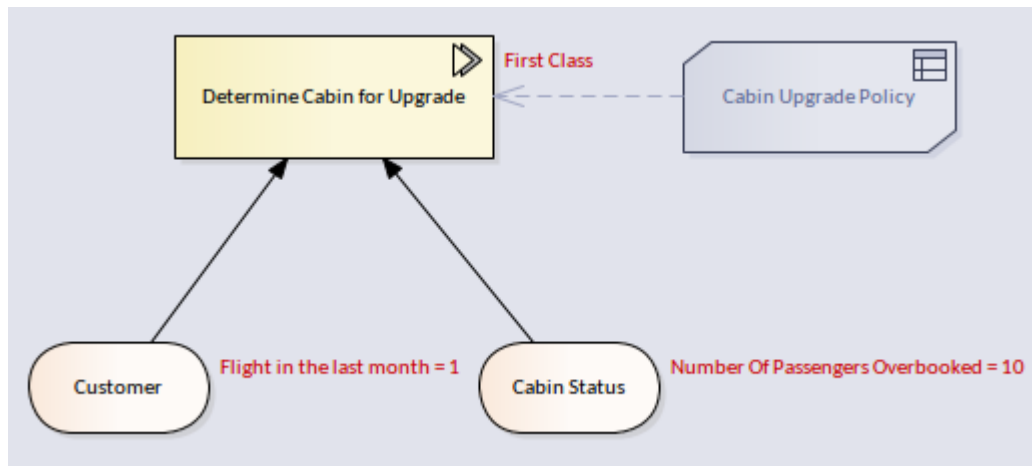 First Class
Determine Cabin for Upgrade
Cabin Upgrade Policy
Customer
Flight in the last month = 1
Cabin Status
Number Of Passengers Overbooked = 10